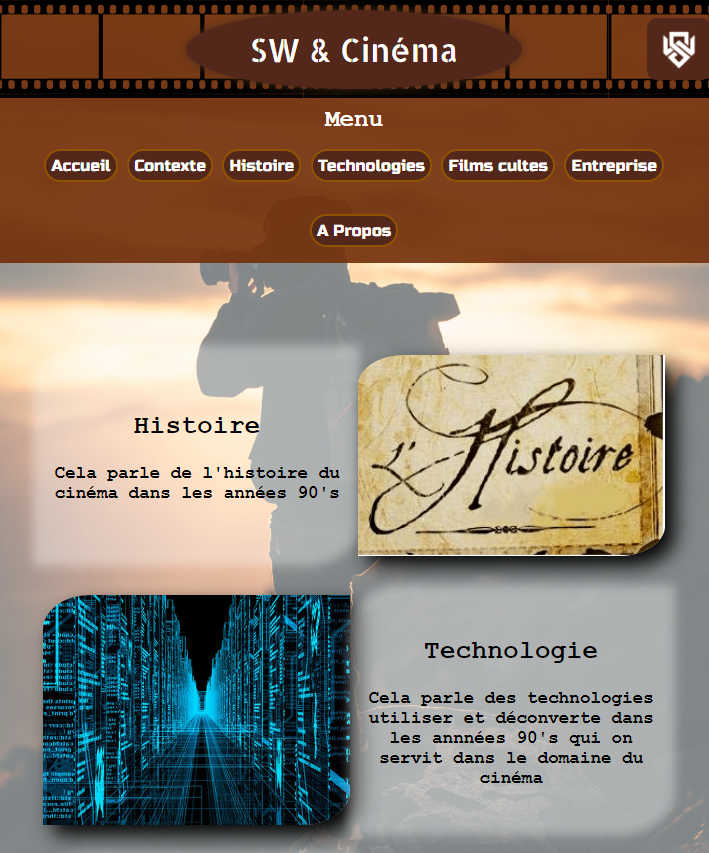 SW & Cinéma
Menu
Accueil Contexte Histoire Technologies Films cultes Entreprise
A Propos
Histoire
Cela parle de l'histoire du
cinéma dans les années 90's
L'Histoire
Technologie
Cela parle des technologies
utiliser et déconverte dans
les annnées 90's qui on
servit dans le domaine du
cinéma